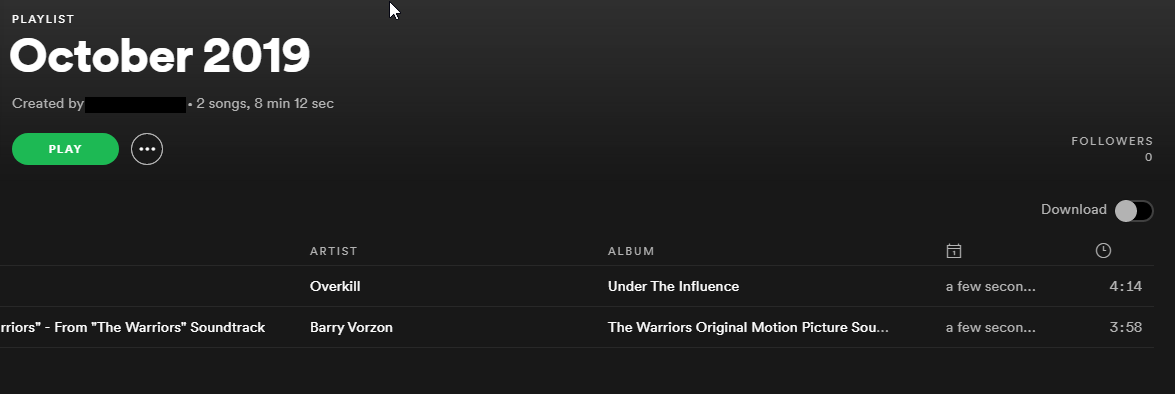 PLAYLIST
October 2019
Created by • 2 songs, 8 min 12 sec
PLAY
FOLLOWERS
0
Download
ARTIST ALBUM
Overkill Under The Influence a few secon... 4:14
rriors" - From "The Warriors" Soundtrack Barry Vorzon The Warriors Original Motion Picture Sou... a few secon... 3:58